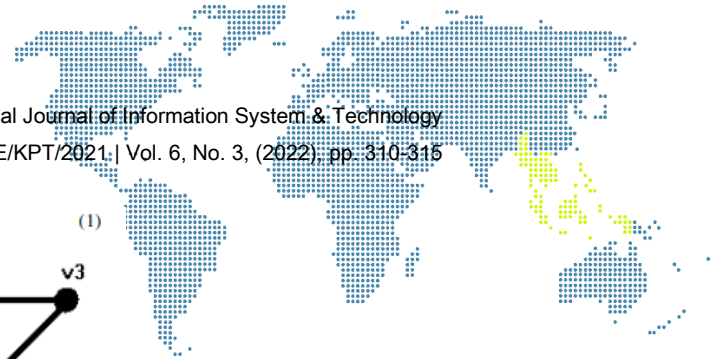 al Journal of Information System & Technology
E/KPT/2021 | Vol. 6, No. 3, (2022), pp. 310-315
(1)
v3